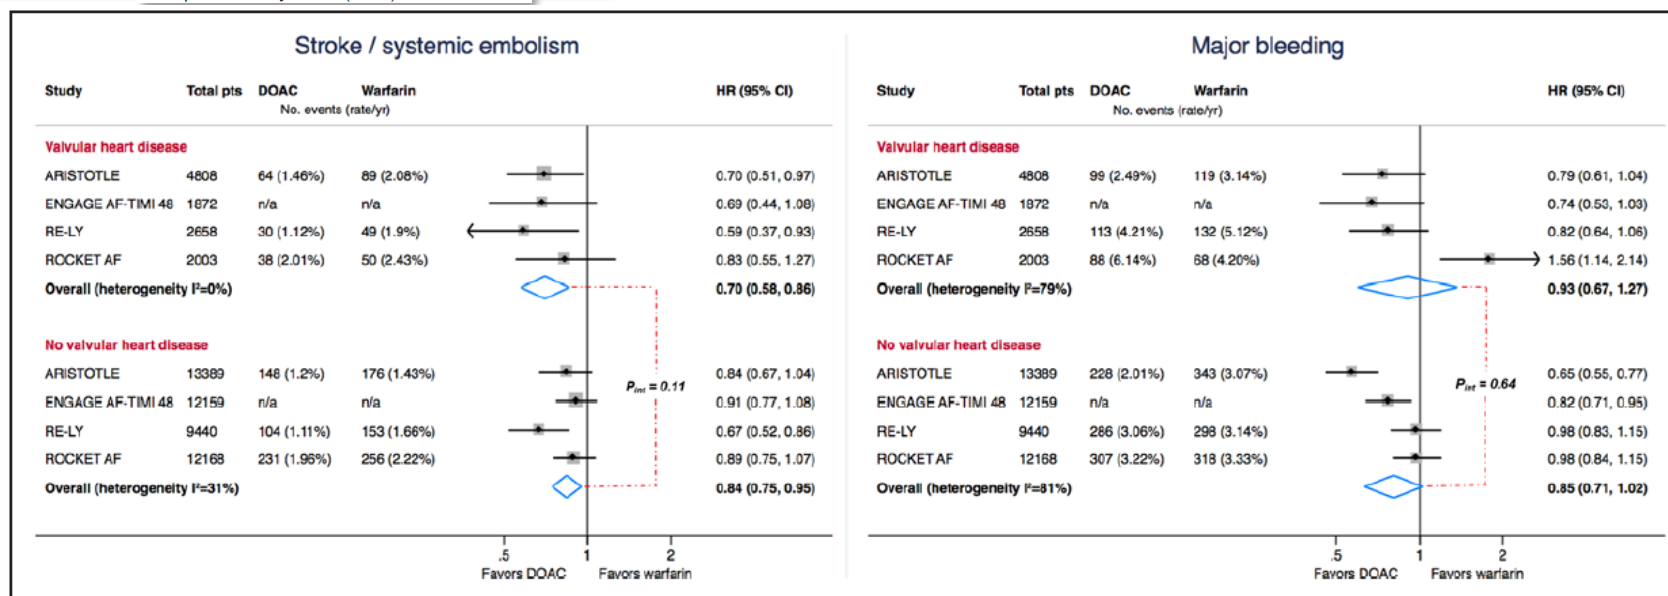 Stroke / systemic embolism
Study Total pts DOAC Warfarin HR (95% CI)
No. events (rate/yr)
Valvular heart disease
ARISTOTLE 4808 64 (1.46%) 89 (2.08%) 0.70 (0.51, 0.97)
ENGAGE AF-TIMI 48 1872 n/a n/a 0.69 (0.44, 1.08)
RE-LY 2658 30 (1.12%) 49 (1.9%) 0.59 (0.37, 0.93)
ROCKET AF 2003 38 (2.01%) 50 (2.43%) 0.83 (0.55, 1.27)
Overall (heterogeneity I²=0%) 0.70 (0.58, 0.86)
No valvular heart disease
ARISTOTLE 13389 148 (1.2%) 176 (1.43%) 0.84 (0.67, 1.04)
P int = 0.11
ENGAGE AF-TIMI 48 12159 n/a n/a 0.91 (0.77, 1.08)
RE-LY 9440 104 (1.11%) 153 (1.66%) 0.67 (0.52, 0.86)
ROCKET AF 12168 231 (1.96%) 256 (2.22%) 0.89 (0.75, 1.07)
Overall (heterogeneity I²=31%) 0.84 (0.75, 0.95)
.5 1 2
Favors DOAC Favors warfarin
Major bleeding
Study Total pts DOAC Warfarin HR (95% CI)
No. events (rate/yr)
Valvular heart disease
ARISTOTLE 4808 99 (2.49%) 119 (3.14%) 0.79 (0.61, 1.04)
ENGAGE AF-TIMI 48 1872 n/a n/a 0.74 (0.53, 1.03)
RE-LY 2658 113 (4.21%) 132 (5.12%) 0.82 (0.64, 1.06)
ROCKET AF 2003 88 (6.14%) 68 (4.20%) 1.56 (1.14, 2.14)
Overall (heterogeneity I²=79%) 0.93 (0.67, 1.27)
No valvular heart disease
ARISTOTLE 13389 228 (2.01%) 343 (3.07%) 0.65 (0.55, 0.77)
P int = 0.64
ENGAGE AF-TIMI 48 12159 n/a n/a 0.82 (0.71, 0.95)
RE-LY 9440 286 (3.06%) 298 (3.14%) 0.98 (0.83, 1.15)
ROCKET AF 12168 307 (3.22%) 318 (3.33%) 0.98 (0.84, 1.15)
Overall (heterogeneity I²=81%) 0.85 (0.71, 1.02)
.5 1 2
Favors DOAC Favors warfarin